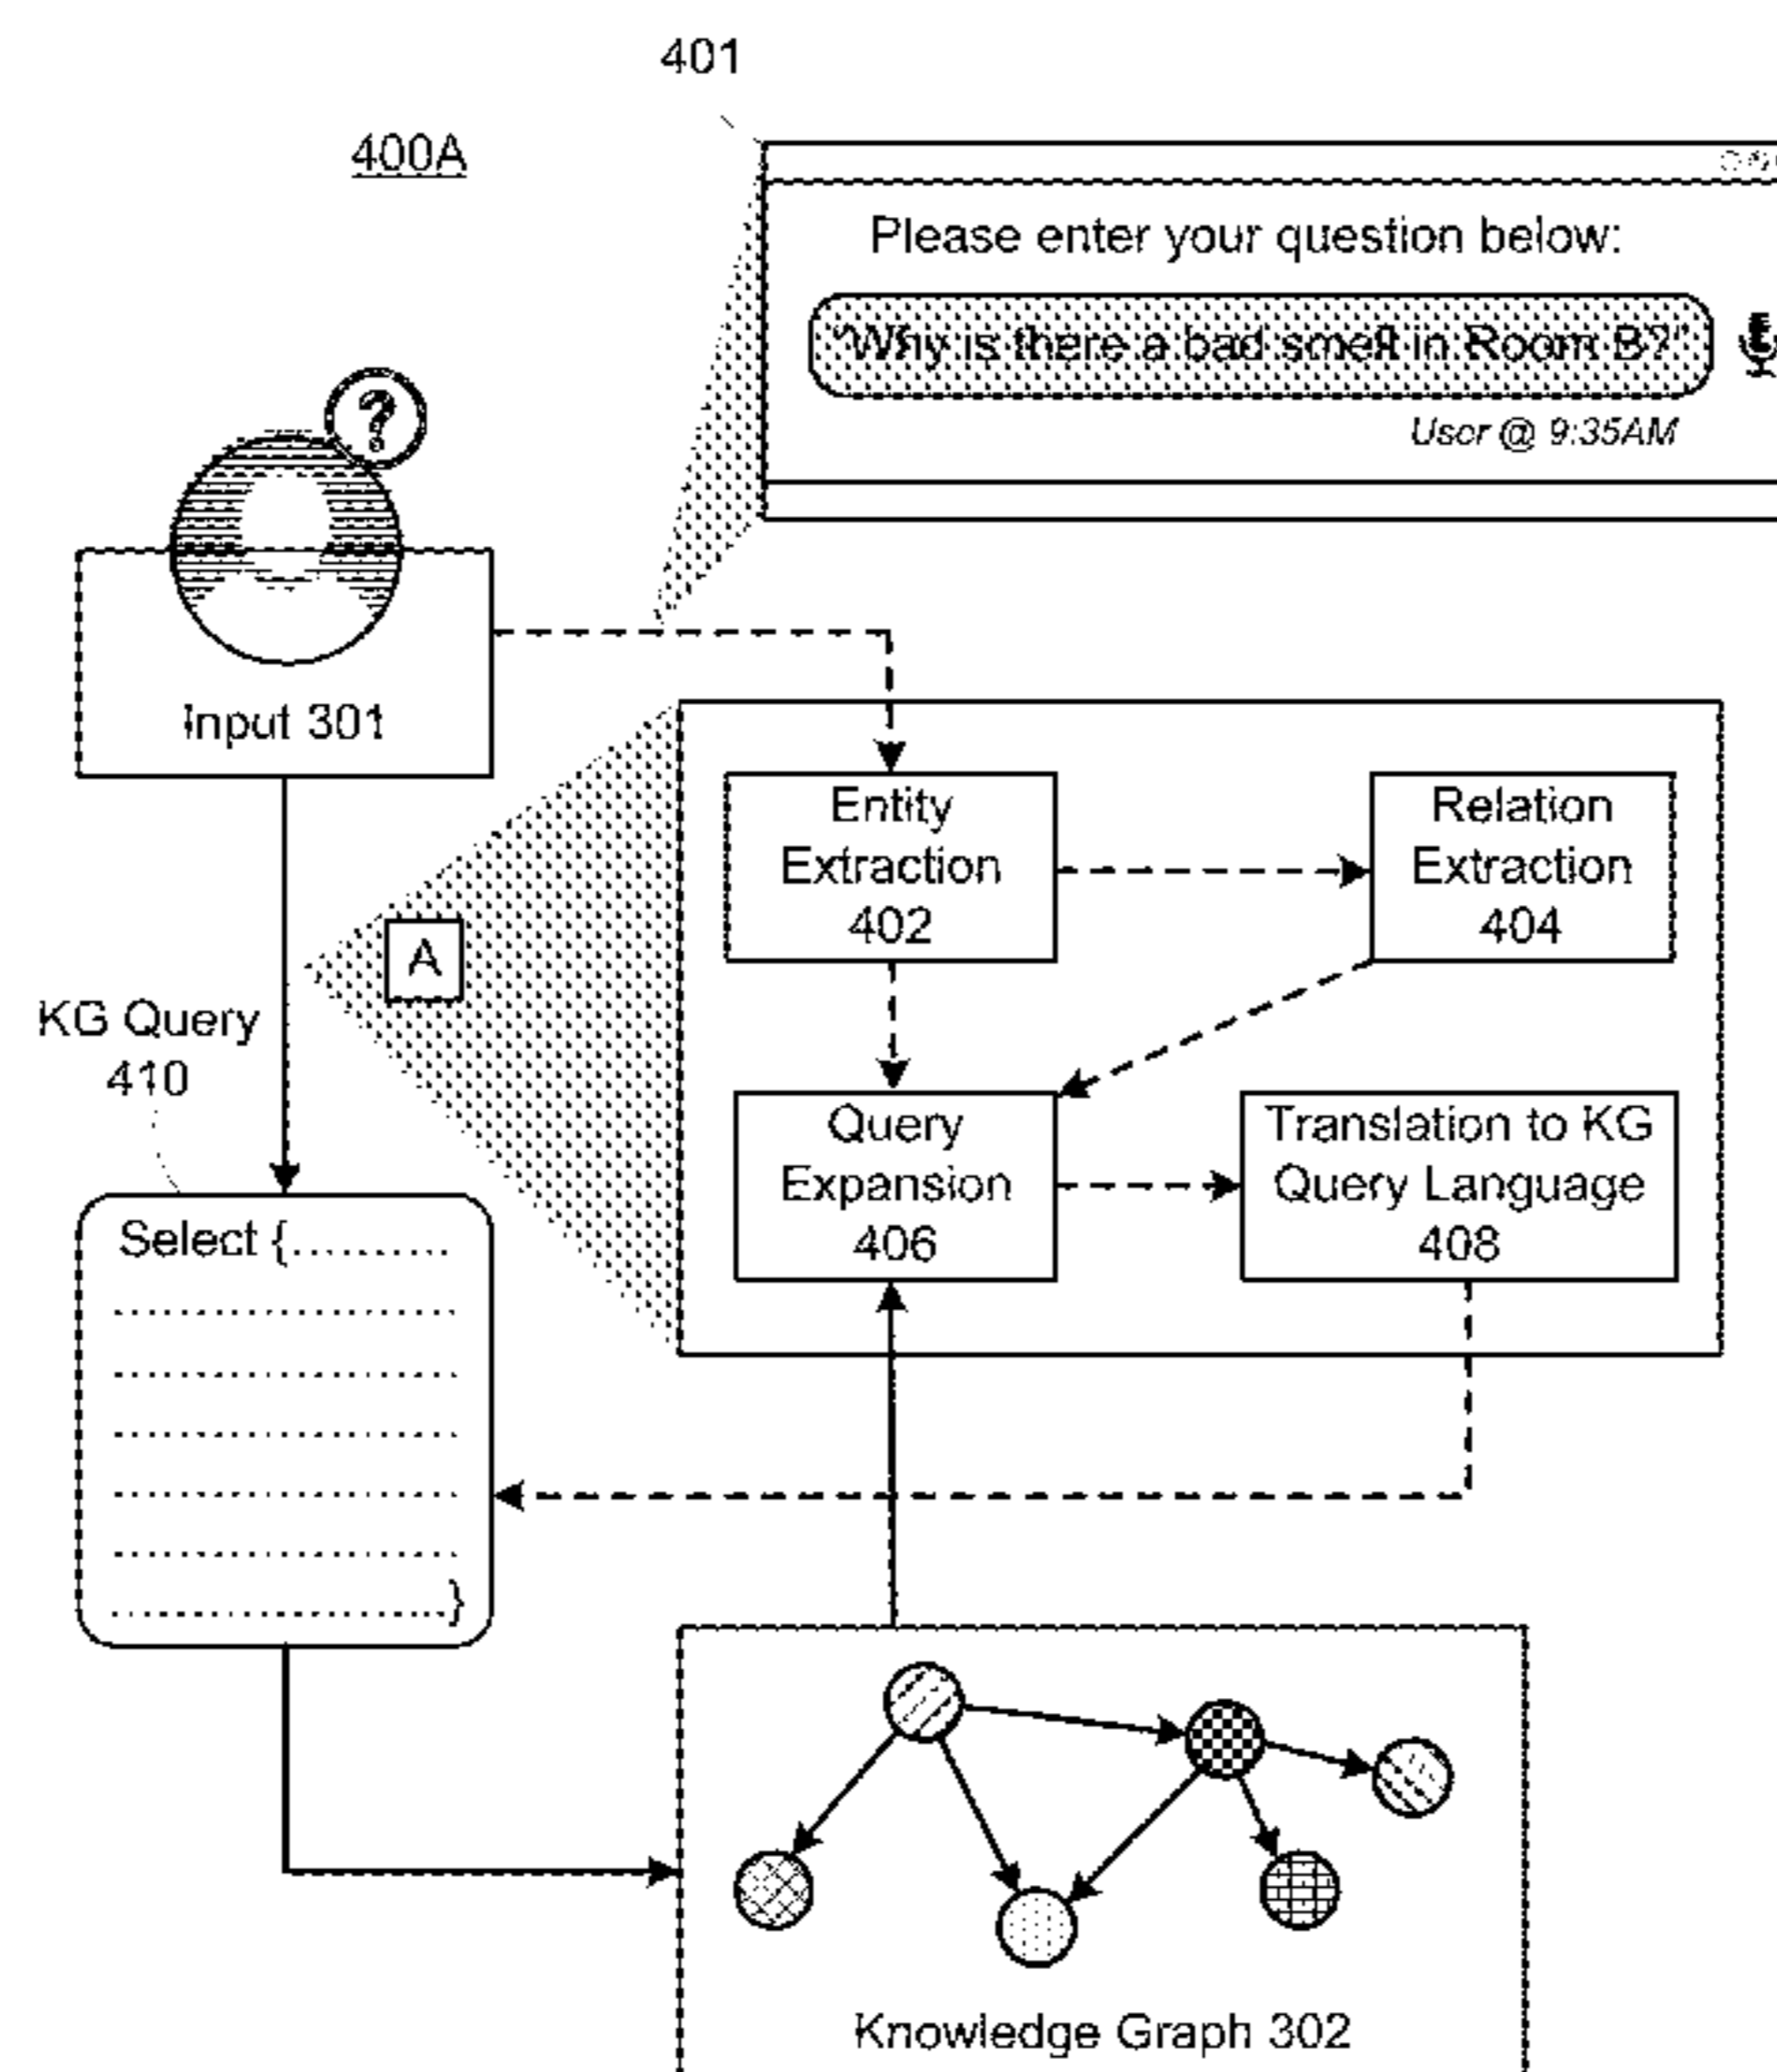 401
400A
Please enter your question below:
"Why is there a bad smell in Room B?"
User @ 9:35AM
?
Input 301
Entity
Extraction
402
Relation
Extraction
404
A
KG Query
410
Query
Expansion
406
Translation to KG
Query Language
408
Select {..........
......................}
Knowledge Graph 302